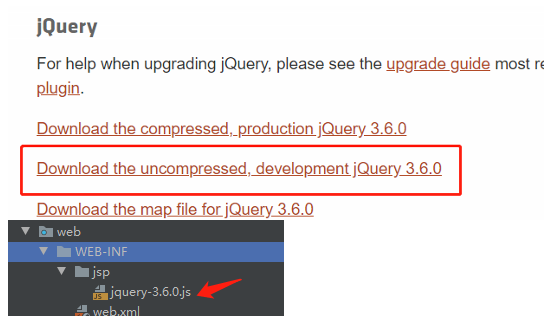 jQuery
For help when upgrading jQuery, please see the upgrade guide most re
plugin.
Download the compressed, production jQuery 3.6.0
Download the uncompressed, development jQuery 3.6.0
Download the map file for jQuery 3.6.0
web
WEB-INF
jsp
jquery-3.6.0.js
web.xml